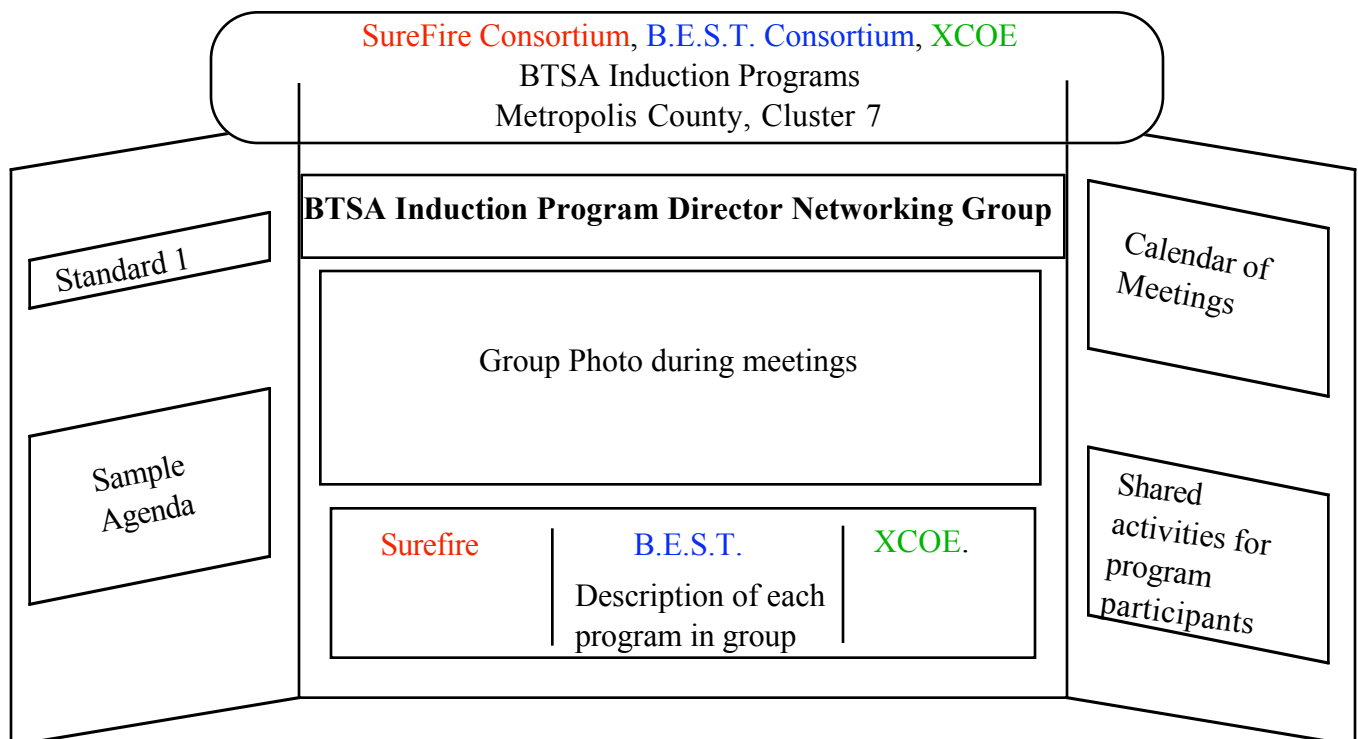 SureFire Consortium, B.E.S.T. Consortium, XCOE
BTSA Induction Programs
Metropolis County, Cluster 7
Standard 1
Sample
Agenda
BTSA Induction Program Director Networking Group
Group Photo during meetings
Surefire
B.E.S.T.
XCOE.
Description of each
program in group
Calendar of
Meetings
Shared
activities for
program
participants